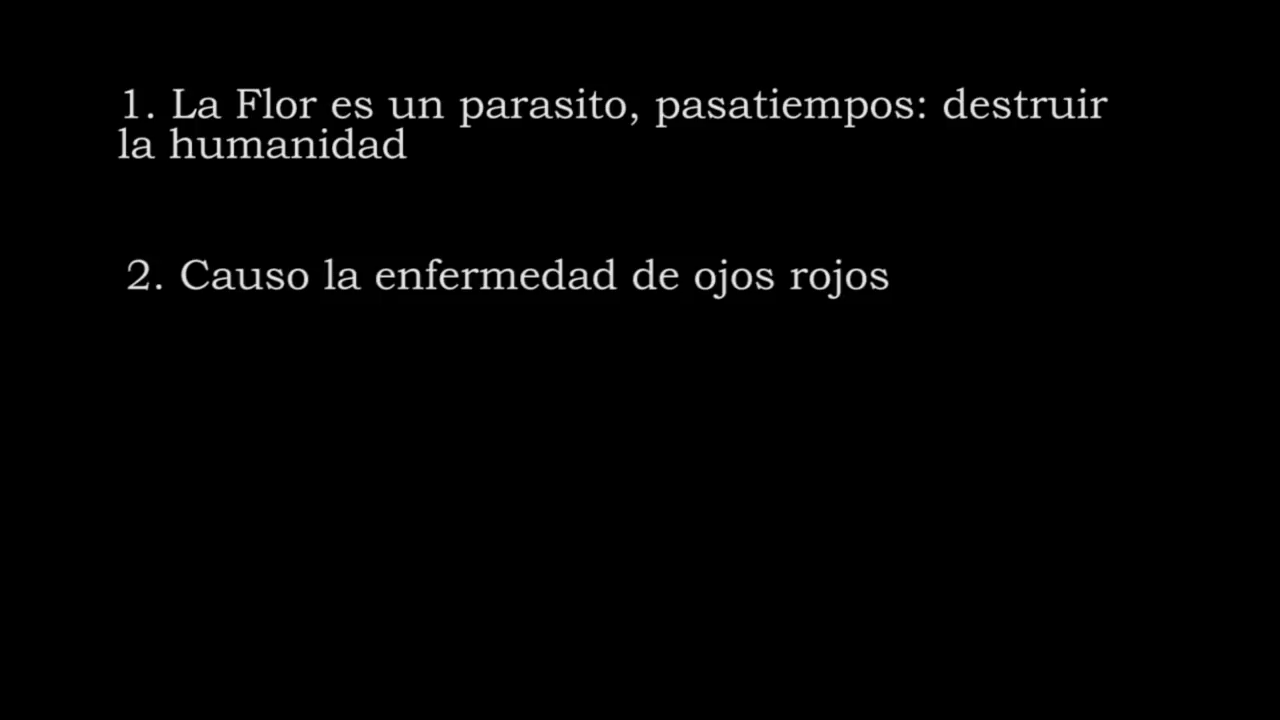 1. La Flor es un parasito, pasatiempos: destruir
la humanidad
2. Causo la enfermedad de ojos rojos